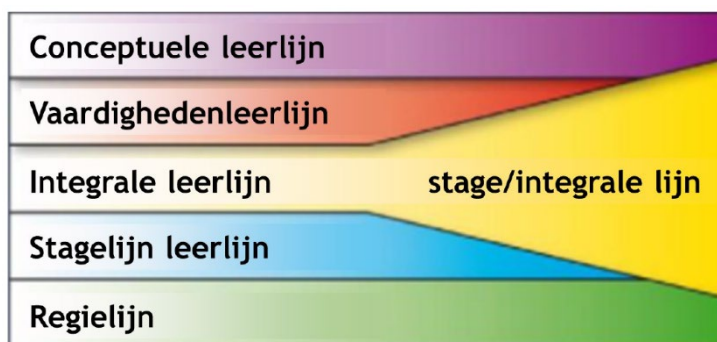 Conceptuele leerlijn
Vaardighedenleerlijn
Integrale leerlijn stage/integrale lijn
Stagelijn leerlijn
Regielijn